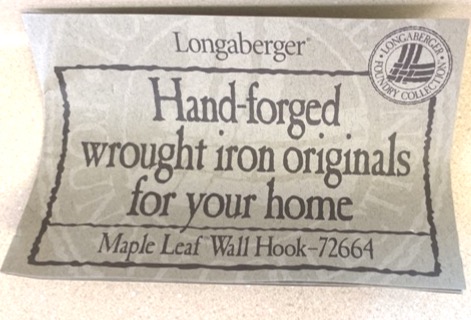 Longaberger®
LONGABERGER • FOUNDRY COLLECTION •
Hand-forged
wrought iron originals
for your home
Maple Leaf Wall Hook–72664